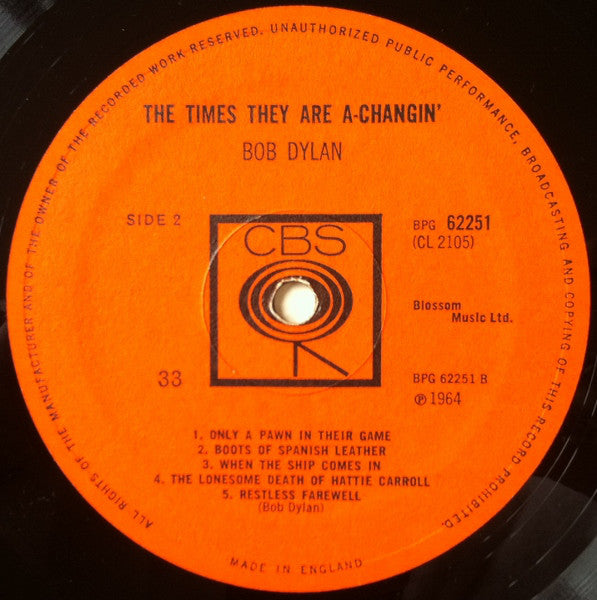 ALL RIGHTS OF THE MANUFACTURER AND OF THE OWNER OF THE RECORDED WORK RESERVED. UNAUTHORIZED PUBLIC PERFORMANCE, BROADCASTING AND COPYING OF THIS RECORD PROHIBITED.
THE TIMES THEY ARE A-CHANGIN'
BOB DYLAN
SIDE 2
CBS
BPG 62251
(CL 2105)
Blossom
Music Ltd.
33
BPG 62251 B
℗ 1964
1. ONLY A PAWN IN THEIR GAME
2. BOOTS OF SPANISH LEATHER
3. WHEN THE SHIP COMES IN
4. THE LONESOME DEATH OF HATTIE CARROLL
5. RESTLESS FAREWELL
(Bob Dylan)
MADE IN ENGLAND